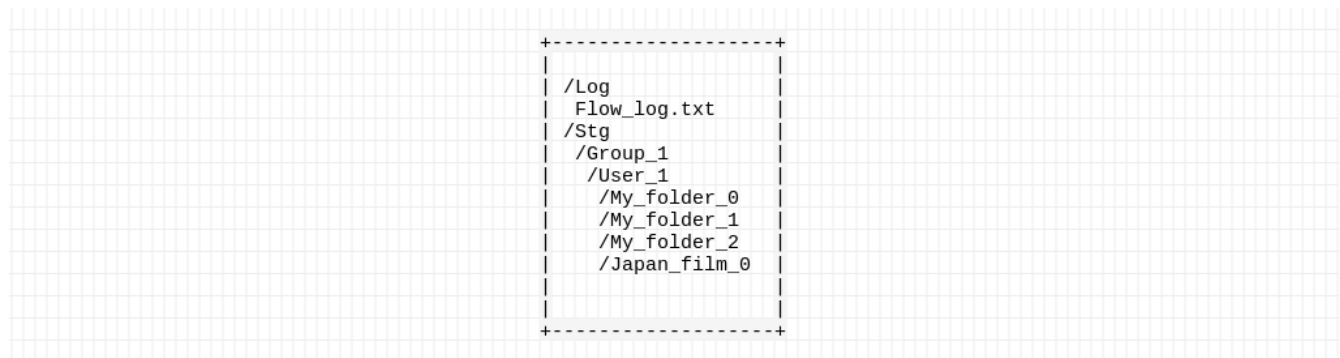 +-------------------+
|                   |
| /Log              |
|  Flow_log.txt     |
| /Stg              |
|  /Group_1         |
|   /User_1         |
|    /My_folder_0   |
|    /My_folder_1   |
|    /My_folder_2   |
|    /Japan_film_0  |
|                   |
|                   |
+-------------------+